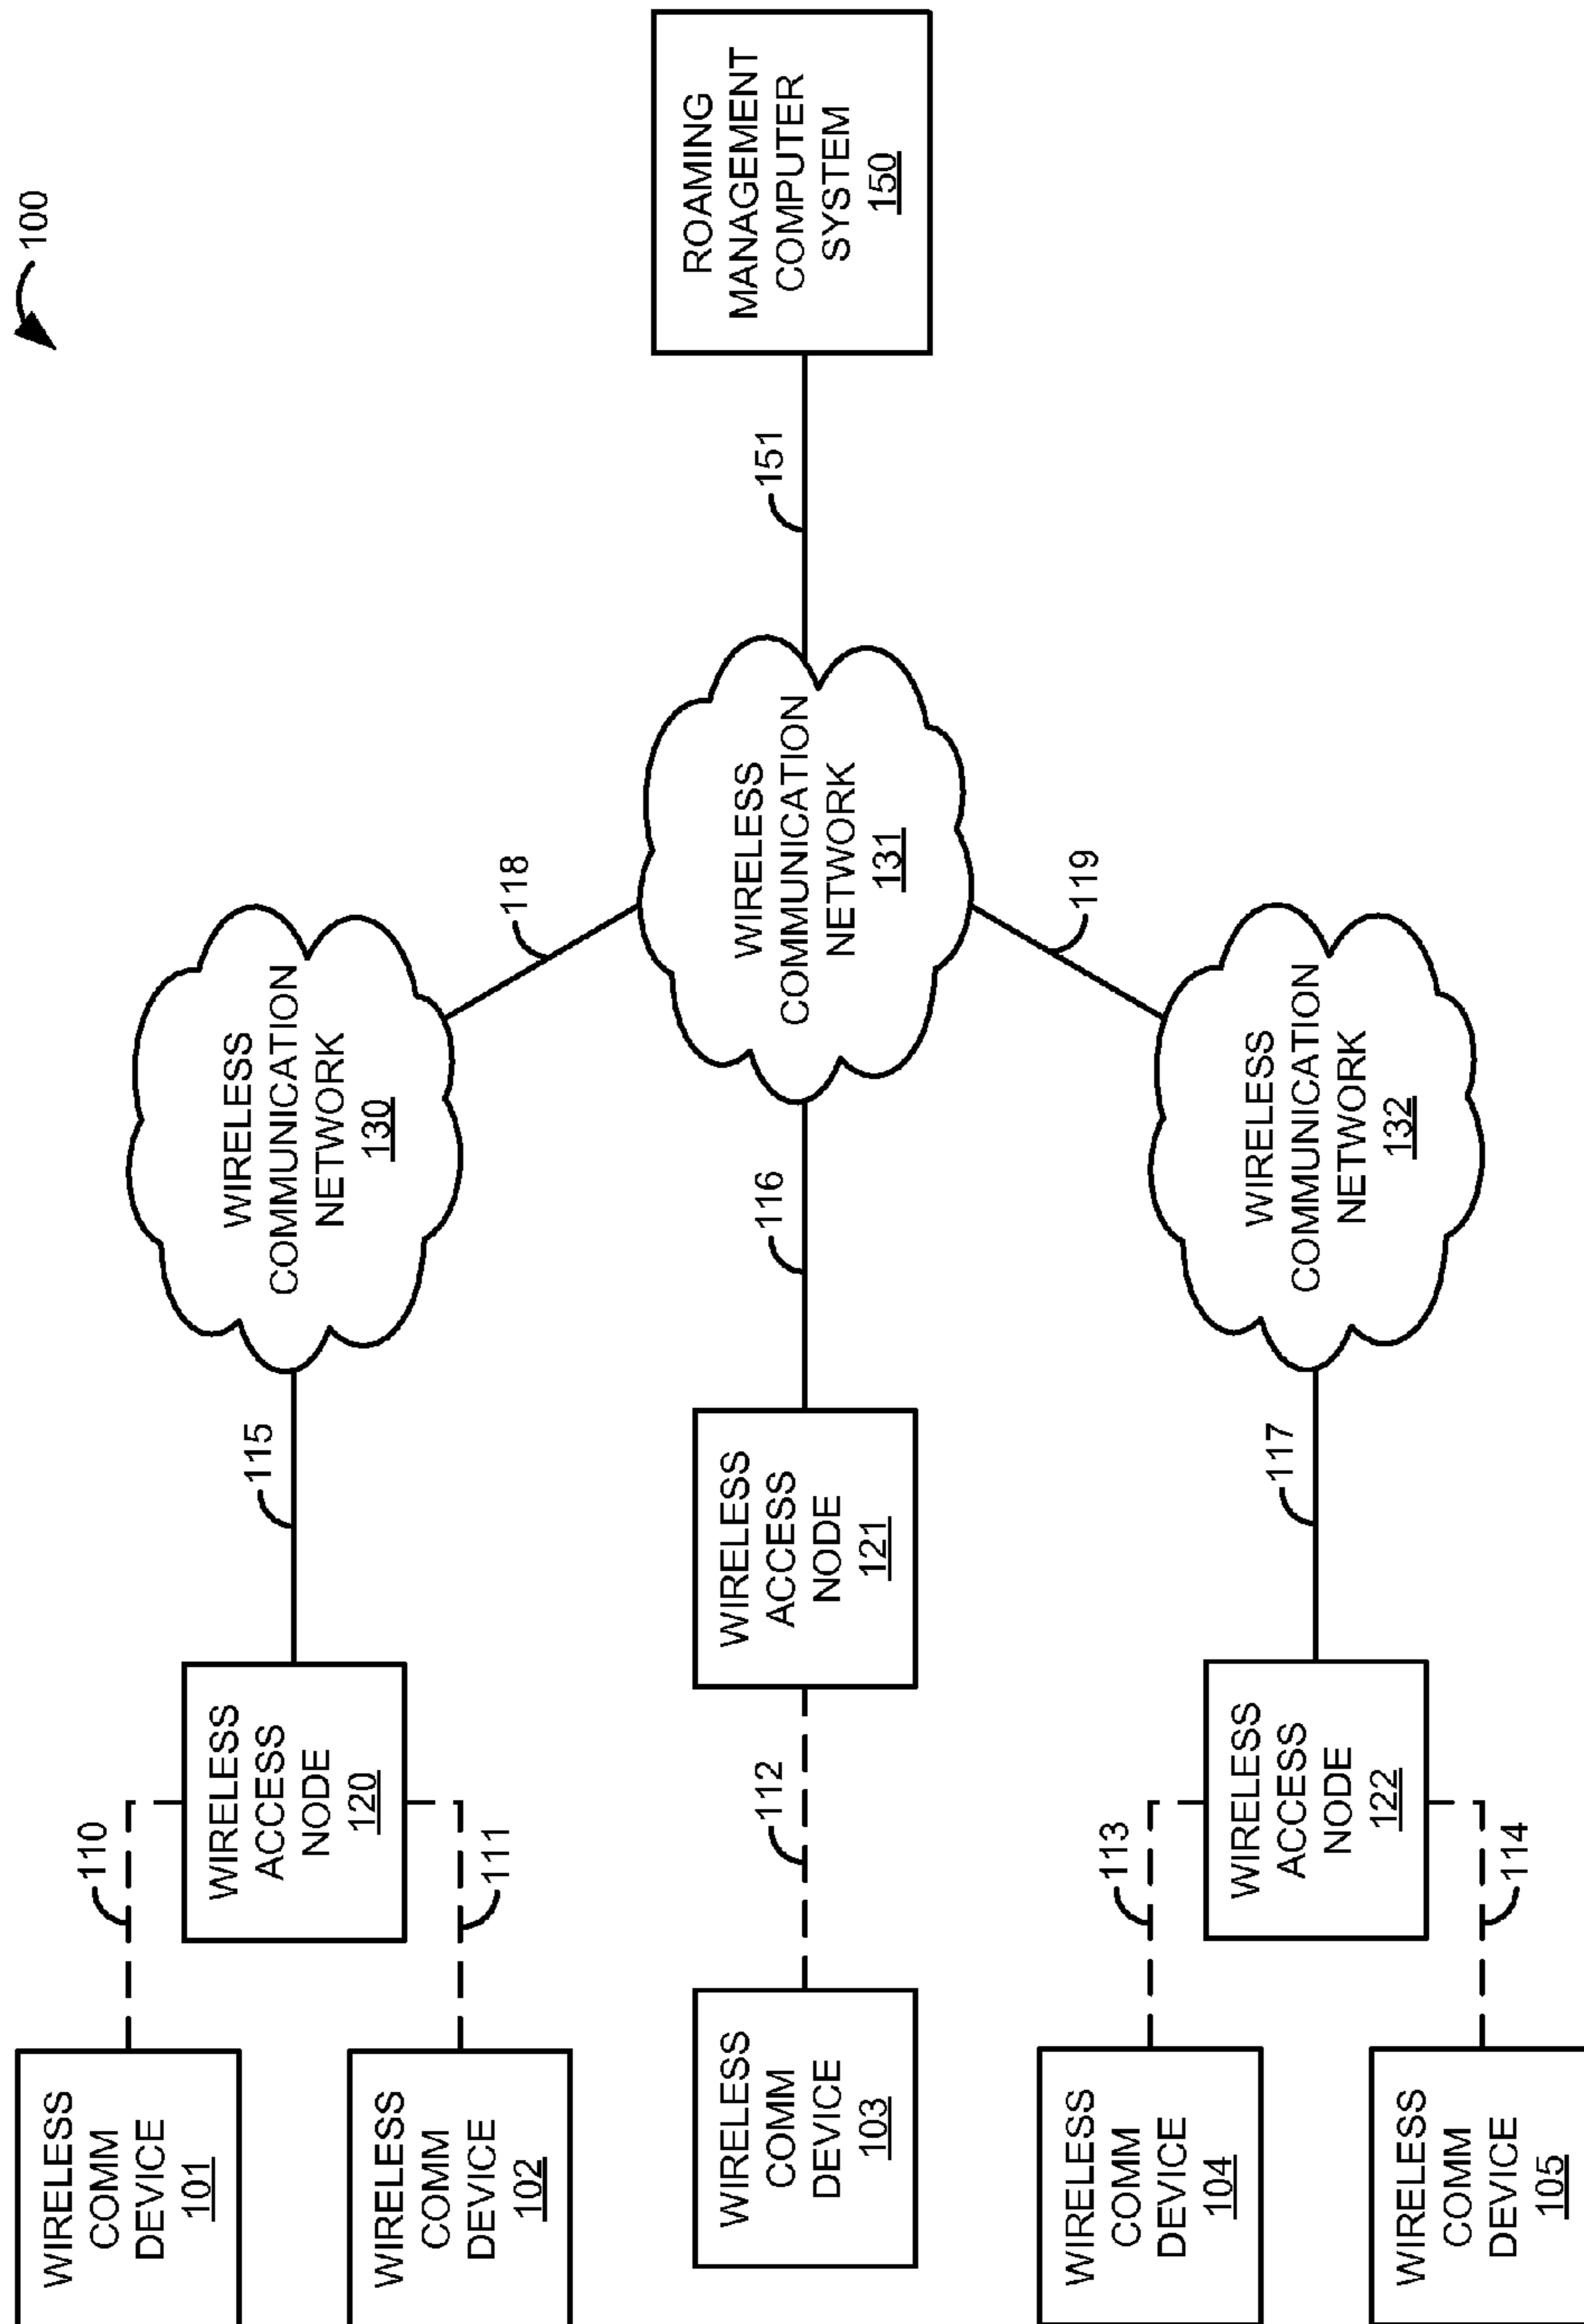 100
WIRELESS
COMM
DEVICE
101
110
WIRELESS
ACCESS
NODE
120
115
WIRELESS
COMMUNICATION
NETWORK
130
118
WIRELESS
COMM
DEVICE
102
111
WIRELESS
COMM
DEVICE
103
112
WIRELESS
ACCESS
NODE
121
116
WIRELESS
COMMUNICATION
NETWORK
131
151
ROAMING
MANAGEMENT
COMPUTER
SYSTEM
150
WIRELESS
COMM
DEVICE
104
113
WIRELESS
ACCESS
NODE
122
117
WIRELESS
COMMUNICATION
NETWORK
132
119
WIRELESS
COMM
DEVICE
105
114